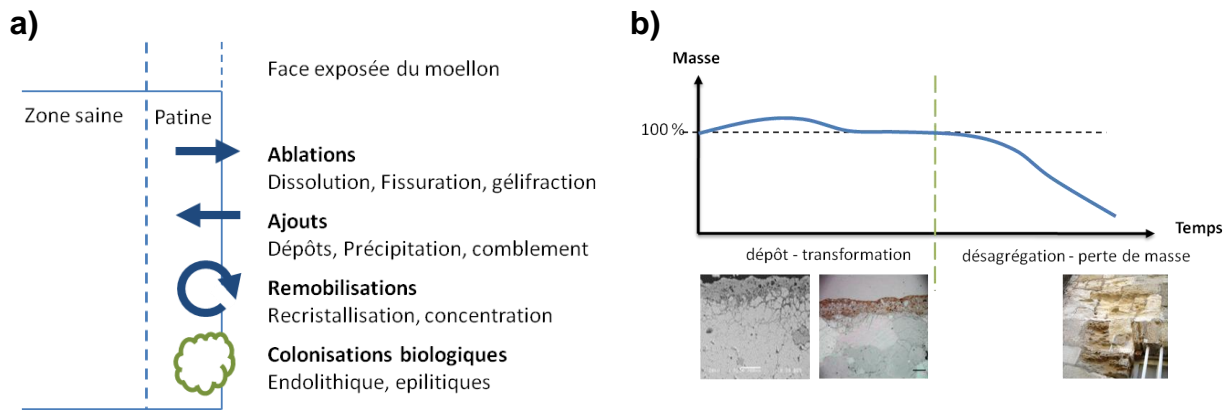 a)
Face exposée du moellon
Zone saine
Patine
Ablations
Dissolution, Fissuration, gélifraction
Ajouts
Dépôts, Précipitation, comblement
Remobilisations
Recristallisation, concentration
Colonisations biologiques
Endolithique, epilitiques
b)
Masse
100 %
Temps
dépôt - transformation
désagrégation - perte de masse